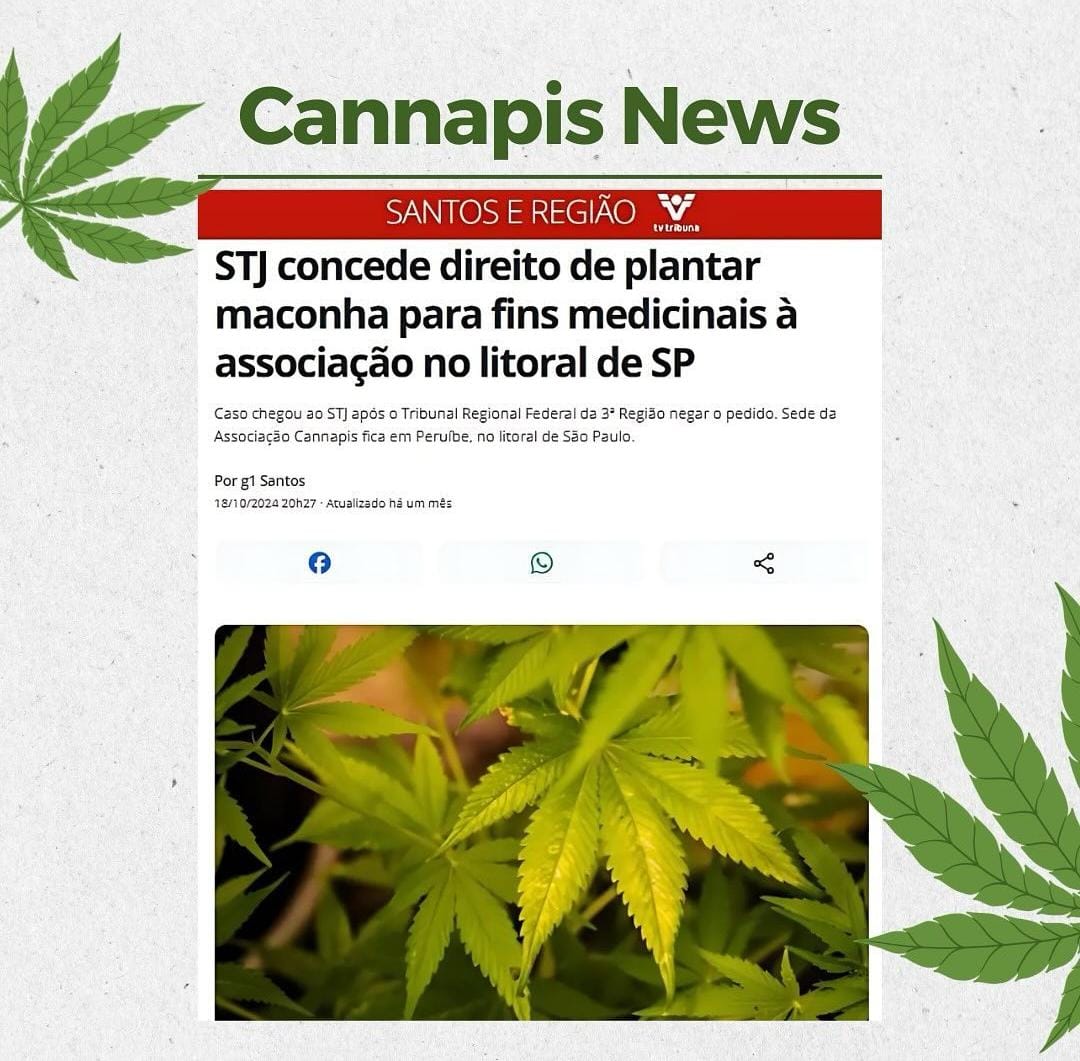 Cannapis News
SANTOS E REGIÃO tv tribuna
STJ concede direito de plantar
maconha para fins medicinais à
associação no litoral de SP
Caso chegou ao STJ após o Tribunal Regional Federal da 3ª Região negar o pedido. Sede da
Associação Cannapis fica em Peruíbe, no litoral de São Paulo.
Por g1 Santos
18/10/2024 20h27 · Atualizado há um mês